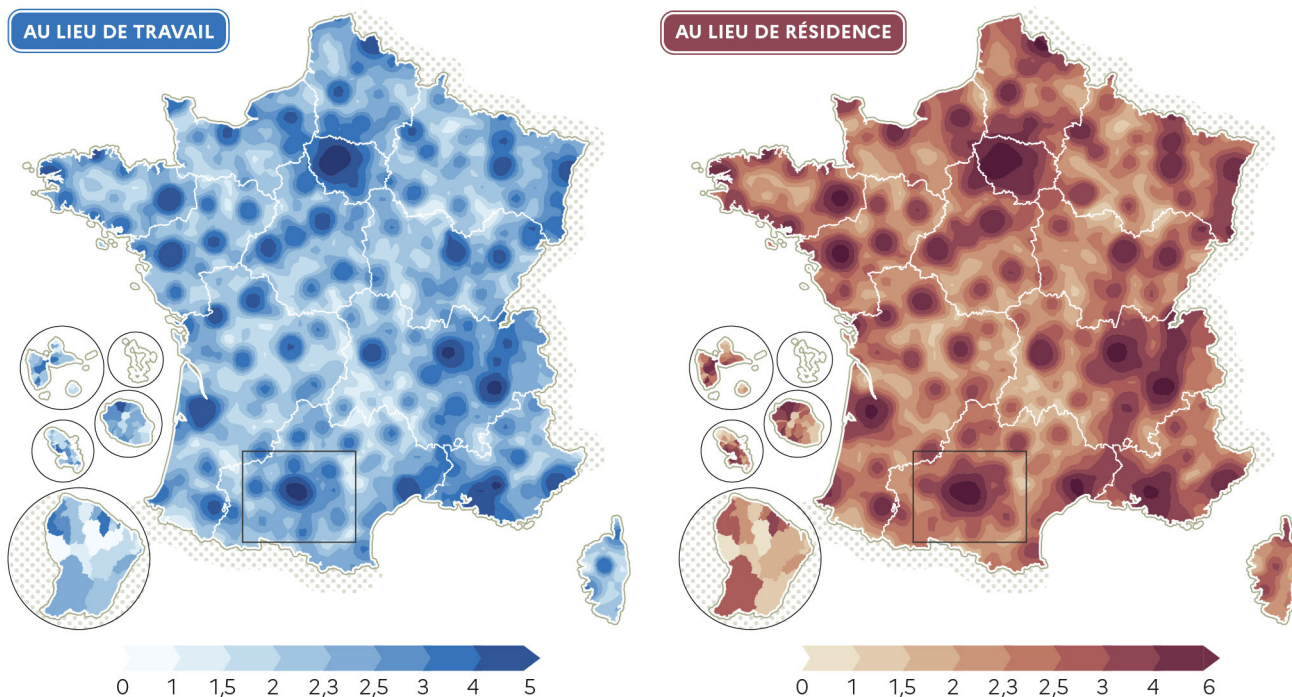 AU LIEU DE TRAVAIL
AU LIEU DE RÉSIDENCE
0 1 1,5 2 2,3 2,5 3 4 5
0 1 1,5 2 2,3 2,5 3 4 6